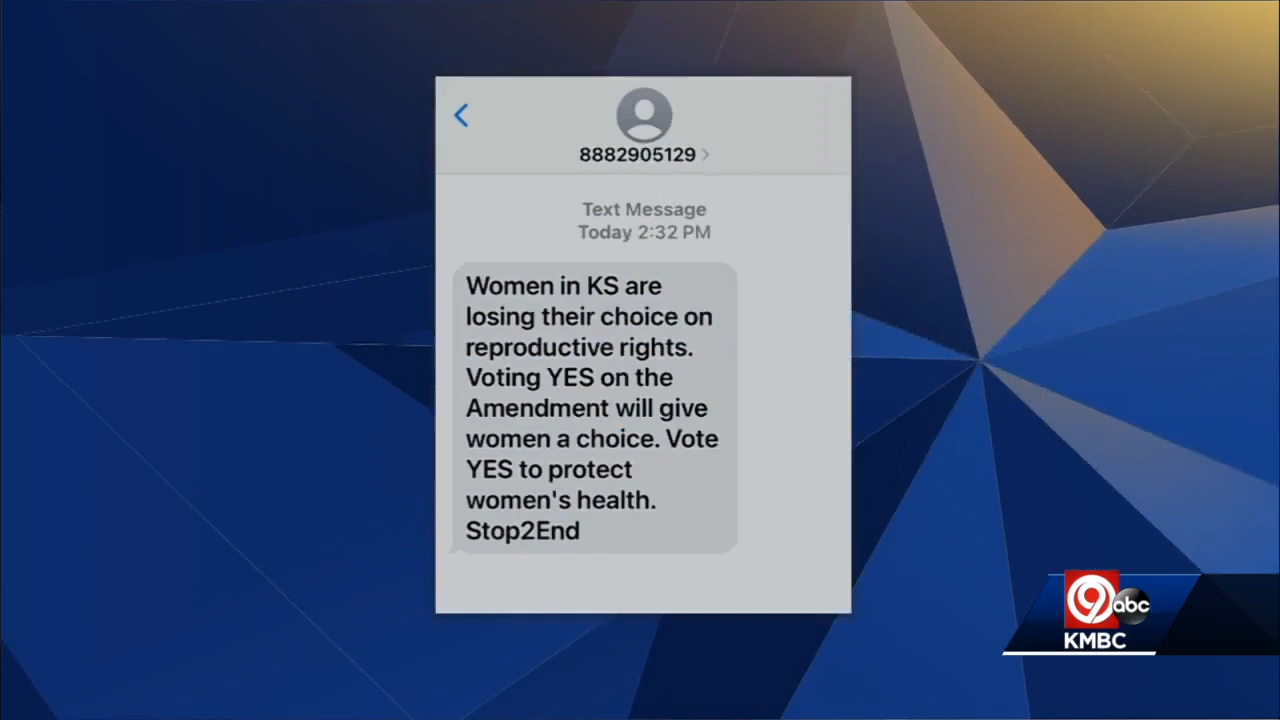 8882905129
Text Message
Today 2:32 PM
Women in KS are
losing their choice on
reproductive rights.
Voting YES on the
Amendment will give
women a choice. Vote
YES to protect
women's health.
Stop2End
9 abc
KMBC